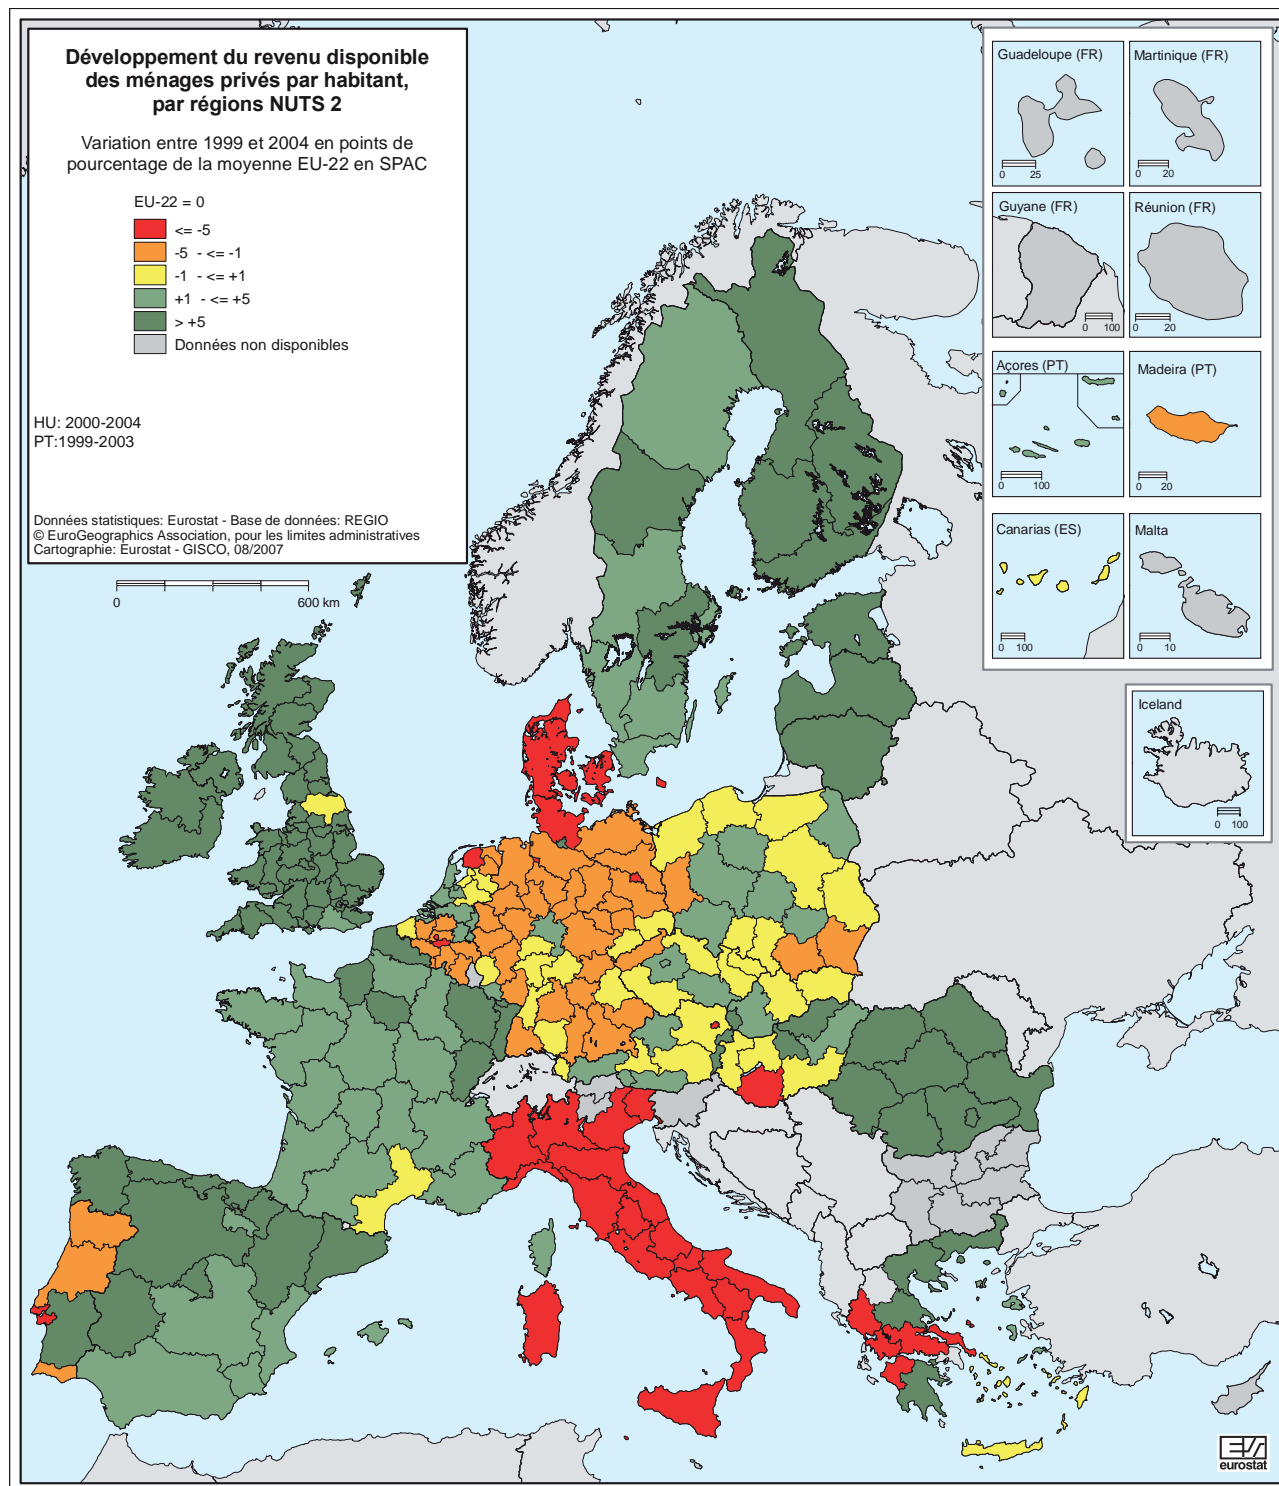 Développement du revenu disponible
des ménages privés par habitant,
par régions NUTS 2
Variation entre 1999 et 2004 en points de
pourcentage de la moyenne EU-22 en SPAC
EU-22 = 0
<= -5
-5 - <= -1
-1 - <= +1
+1 - <= +5
> +5
Données non disponibles
HU: 2000-2004
PT:1999-2003
Données statistiques: Eurostat - Base de données: REGIO
© EuroGeographics Association, pour les limites administratives
Cartographie: Eurostat - GISCO, 08/2007
0 600 km
Guadeloupe (FR)
0 25
Martinique (FR)
0 20
Guyane (FR)
0 100
Réunion (FR)
0 20
Açores (PT)
0 100
Madeira (PT)
0 20
Canarias (ES)
0 100
Malta
0 10
Iceland
0 100
eurostat